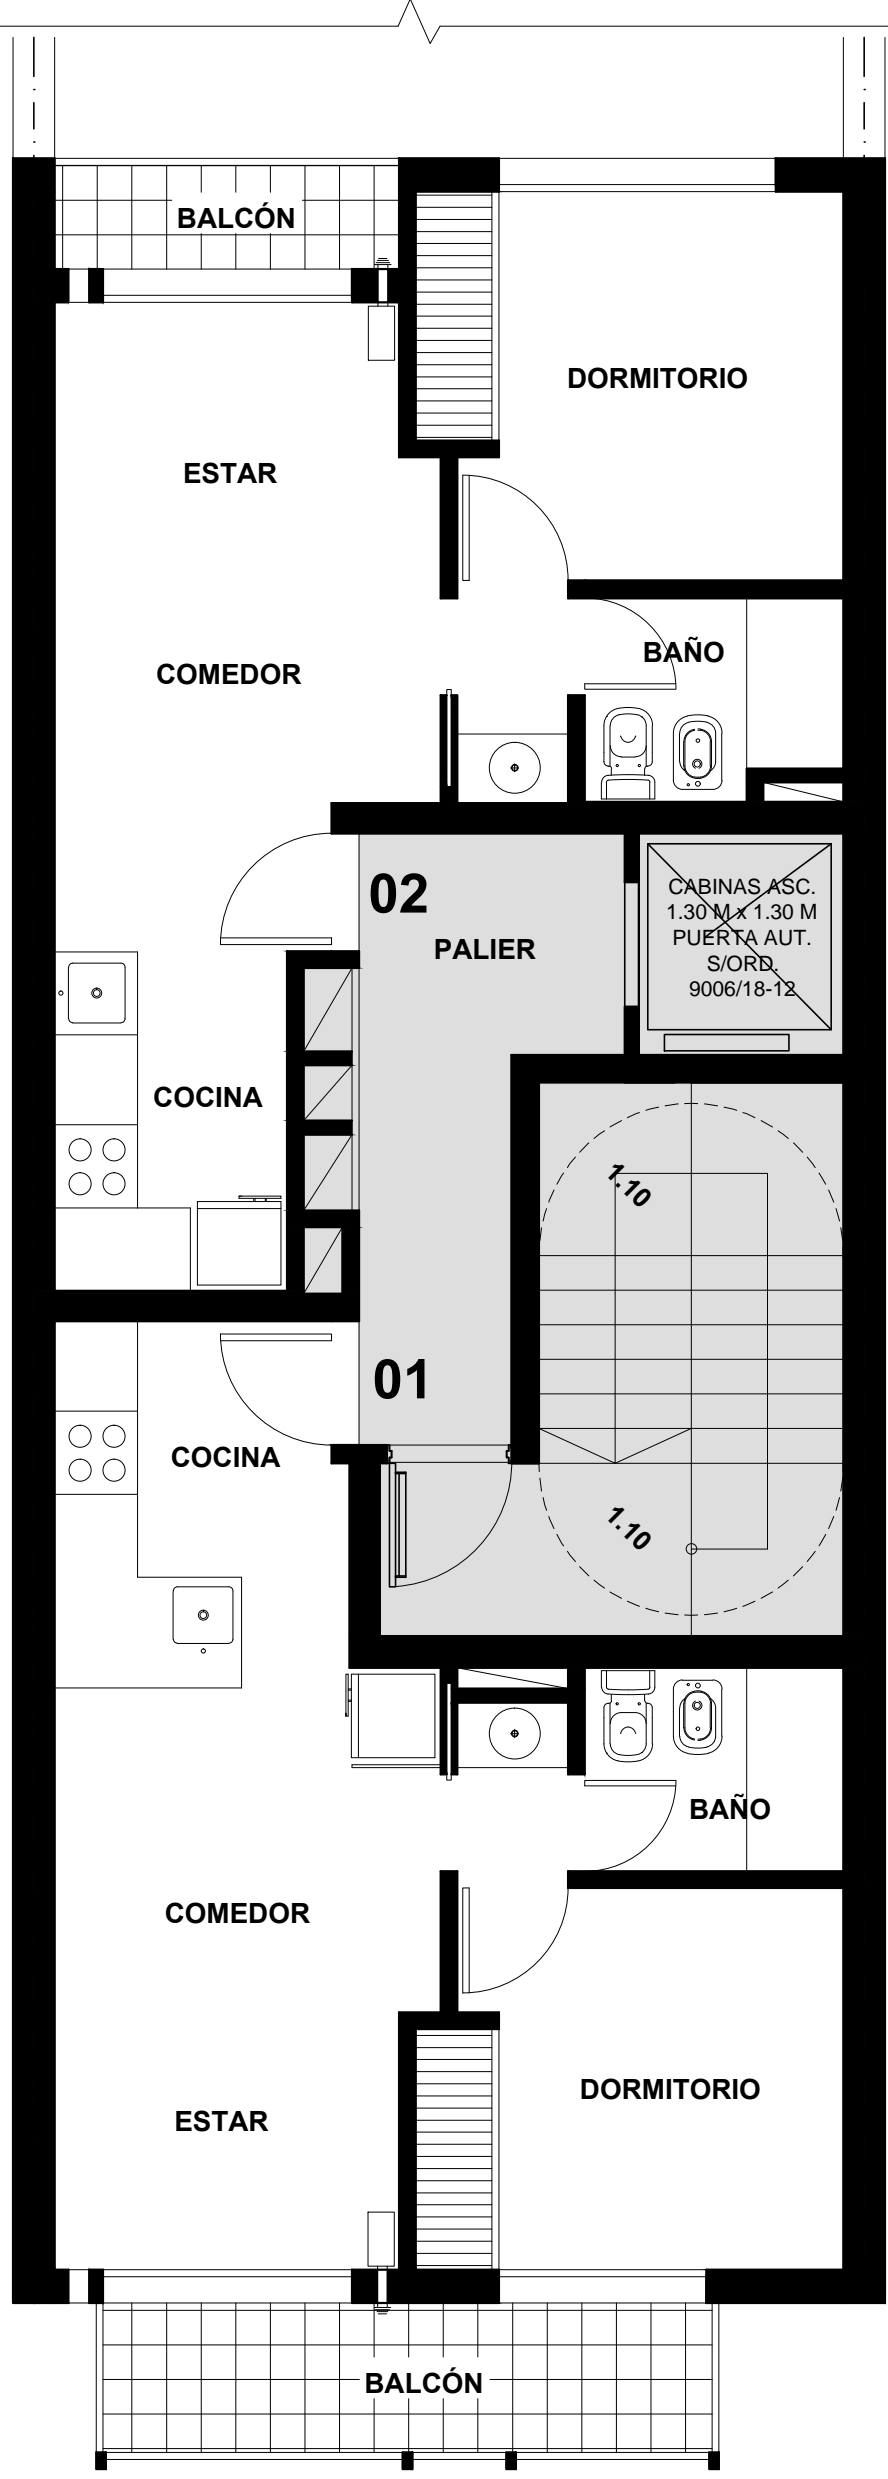 BALCÓN
DORMITORIO
ESTAR
BAÑO
COMEDOR
02
CABINAS ASC.
1.30 M x 1.30 M
PUERTA AUT.
S/ORD.
9006/18-12
PALIER
COCINA
1.10
01
COCINA
1.10
BAÑO
COMEDOR
DORMITORIO
ESTAR
BALCÓN